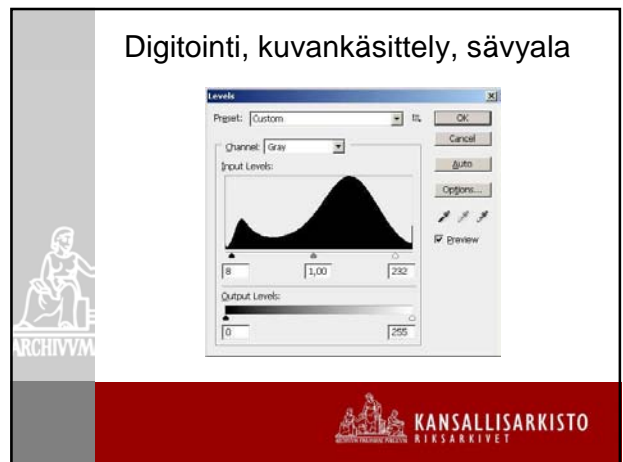 Digitointi, kuvankäsittely, sävyala
Levels
Preset: Custom
OK
Cancel
Auto
Options...
Preview
Channel: Gray
Input Levels:
8 1,00 232
Output Levels:
0 255
ARCHIVVM
KANSALLISARKISTO
RIKSARKIVET